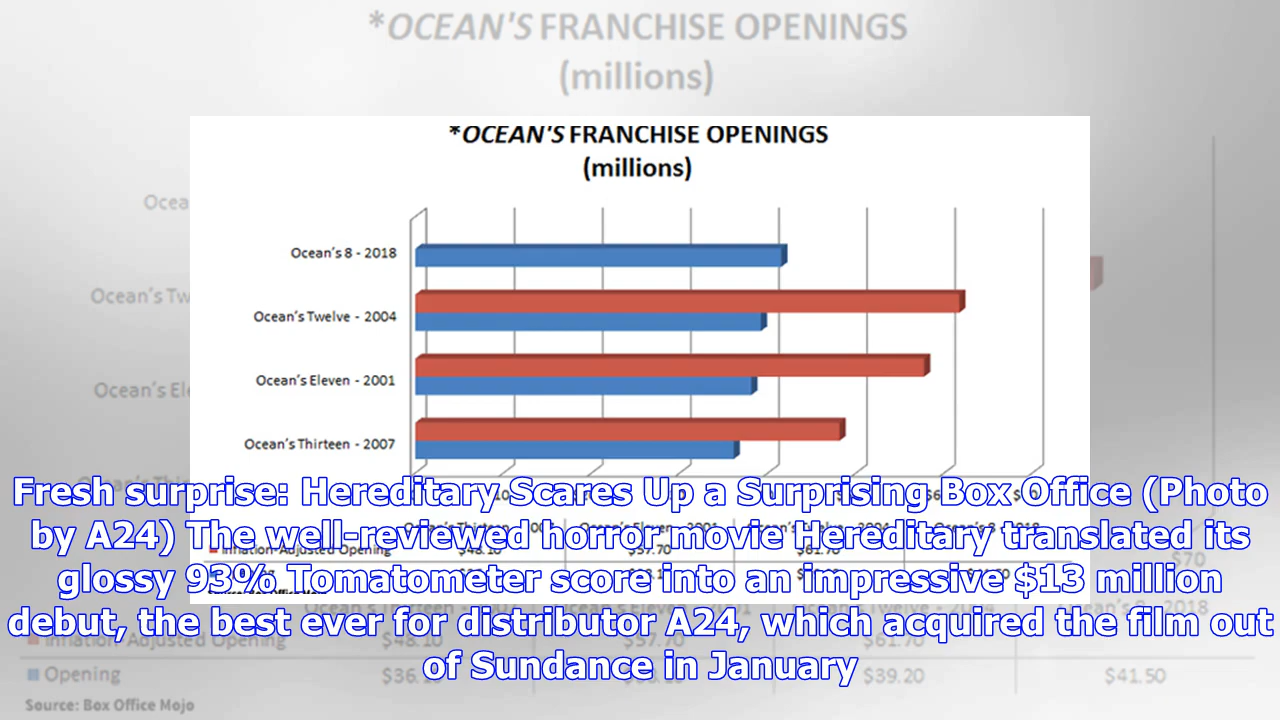 *OCEAN'S FRANCHISE OPENINGS
(millions)
*OCEAN'S FRANCHISE OPENINGS
(millions)
Ocean's 8 - 2018
Ocean's Twelve - 2004
Ocean's Eleven - 2001
Ocean's Thirteen - 2007
Fresh surprise: Hereditary Scares Up a Surprising Box Office (Photo
by A24) The well-reviewed horror movie Hereditary translated its
glossy 93% Tomatometer score into an impressive $13 million
debut, the best ever for distributor A24, which acquired the film out
of Sundance in January
$70
Inflation-Adjusted Opening $48.10 $57.70 $61.70
Opening $39.20 $41.50
Source: Box Office Mojo